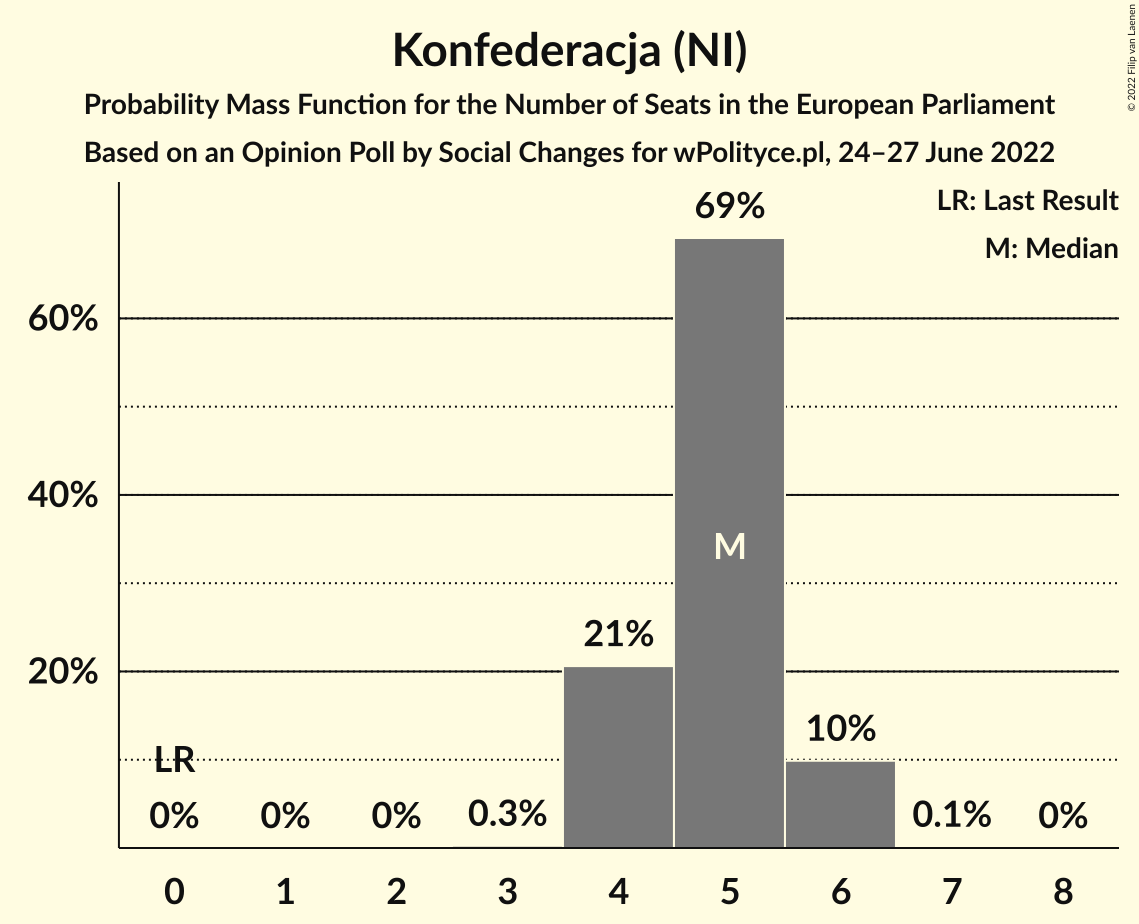 Konfederacja (NI)
Probability Mass Function for the Number of Seats in the European Parliament
Based on an Opinion Poll by Social Changes for wPolityce.pl, 24–27 June 2022
© 2022 Filip van Laenen
LR: Last Result
M: Median
69%
60%
40%
M
21%
20%
10%
LR
0% 0% 0% 0.3% 0.1% 0%
0 1 2 3 4 5 6 7 8